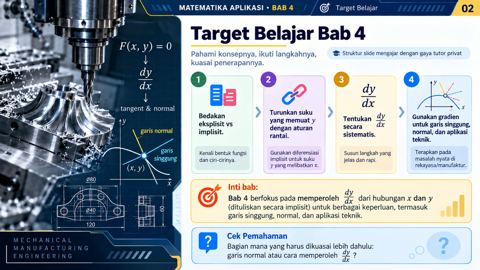 MATEMATIKA APLIKASI • BAB 4
Target Belajar
02
F(x, y) = 0
dy
dx
tangent & normal
+y
garis normal
garis
singgung
(x, y)
x
Ø80
Ø40
120
MECHANICAL
MANUFACTURING
ENGINEERING
Target Belajar Bab 4
Pahami konsepnya, ikuti langkahnya,
kuasai penerapannya.
Struktur slide mengajar dengan gaya tutor privat
1
Bedakan
eksplisit vs
implisit.
Kenali bentuk fungsi
dan ciri-cirinya.
2
Turunkan suku
yang memuat y
dengan aturan
rantai.
Gunakan diferensiasi
implisit untuk suku
y yang melibatkan x.
3
dy
dx
Tentukan dy/dx
secara
sistematis.
Susun langkah yang
jelas dan rapi.
4
Gunakan gradien
untuk garis singgung,
normal, dan aplikasi
teknik.
Terapkan pada
masalah nyata di
rekayasa/manufaktur.
Inti bab:
Bab 4 berfokus pada memperoleh dy/dx dari hubungan x dan y
(dituliskan secara implisit) untuk berbagai keperluan, termasuk
garis singgung, normal, dan aplikasi teknik.
?
Cek Pemahaman
Bagian mana yang harus dikuasai lebih dahulu:
garis normal atau cara memperoleh dy/dx ?
?